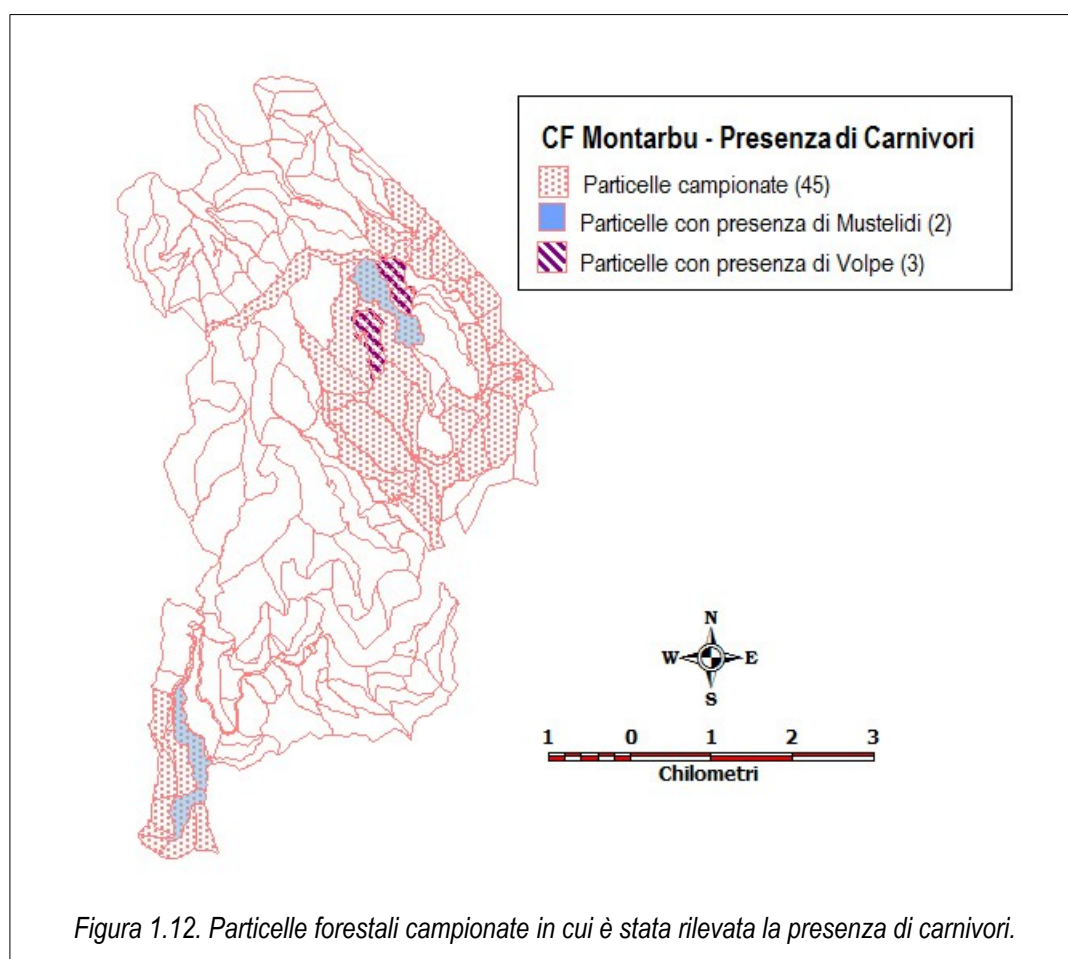 CF Montarbu - Presenza di Carnivori
Particelle campionate (45)
Particelle con presenza di Mustelidi (2)
Particelle con presenza di Volpe (3)
N
W E
S
1 0 1 2 3
Chilometri
Figura 1.12. Particelle forestali campionate in cui è stata rilevata la presenza di carnivori.